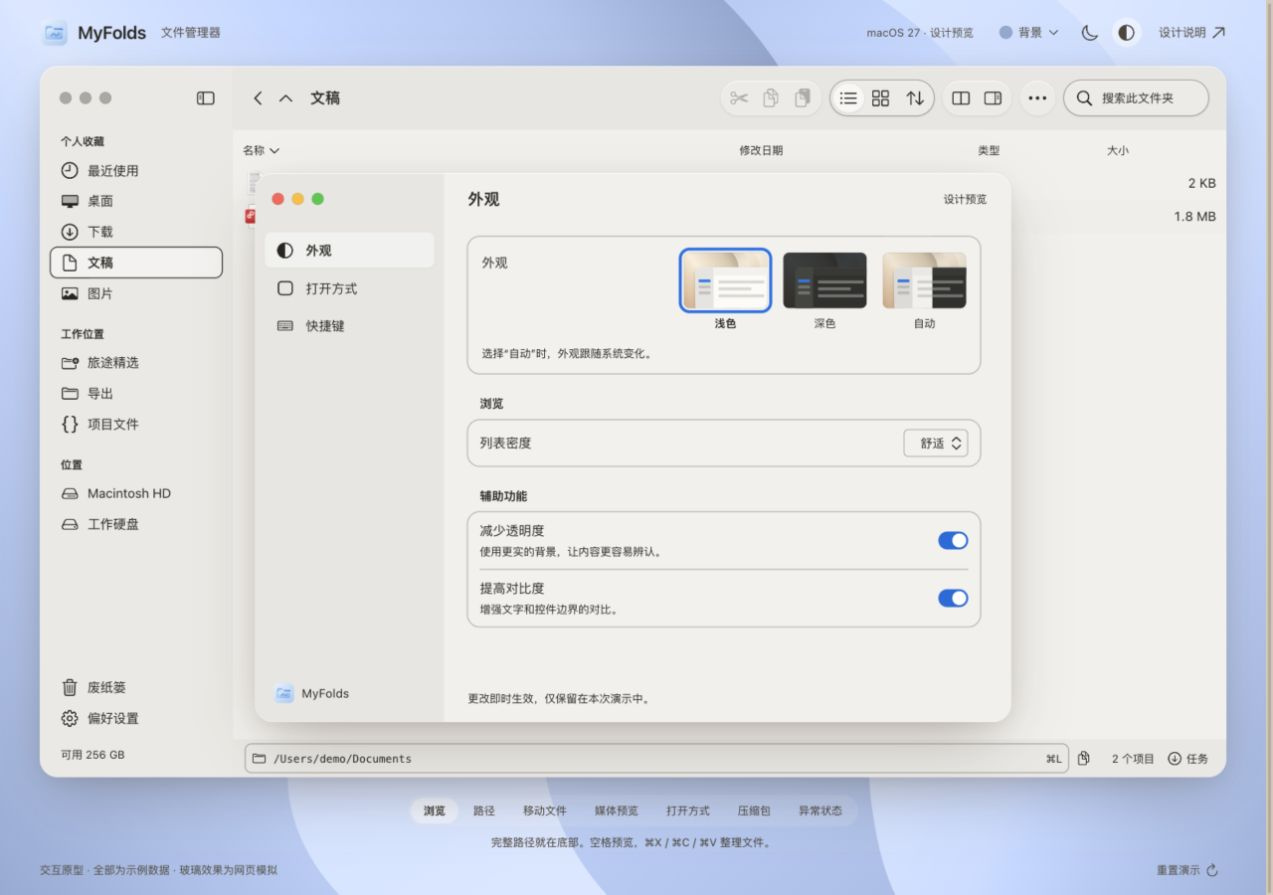 MyFolds 文件管理器
macOS 27 · 设计预览
背景
设计说明
文稿
搜索此文件夹
个人收藏
最近使用
桌面
下载
文稿
图片
工作位置
旅途精选
导出
项目文件
位置
Macintosh HD
工作硬盘
废纸篓
偏好设置
可用 256 GB
名称 修改日期 类型 大小
2 KB
1.8 MB
外观
打开方式
快捷键
MyFolds
外观
设计预览
外观
浅色 深色 自动
选择“自动”时，外观跟随系统变化。
浏览
列表密度 舒适
辅助功能
减少透明度
使用更实的背景，让内容更容易辨认。
提高对比度
增强文字和控件边界的对比。
更改即时生效，仅保留在本次演示中。
/Users/demo/Documents ⌘L
2 个项目 任务
浏览 路径 移动文件 媒体预览 打开方式 压缩包 异常状态
完整路径就在底部。空格预览，⌘X / ⌘C / ⌘V 整理文件。
交互原型 · 全部为示例数据 · 玻璃效果为网页模拟
重置演示